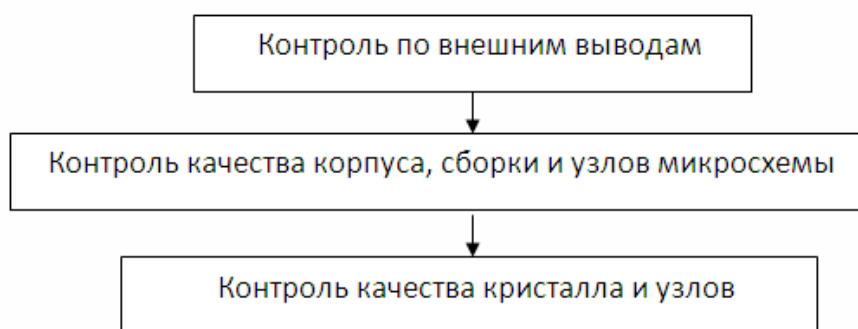 Контроль по внешним выводам
Контроль качества корпуса, сборки и узлов микросхемы
Контроль качества кристалла и узлов